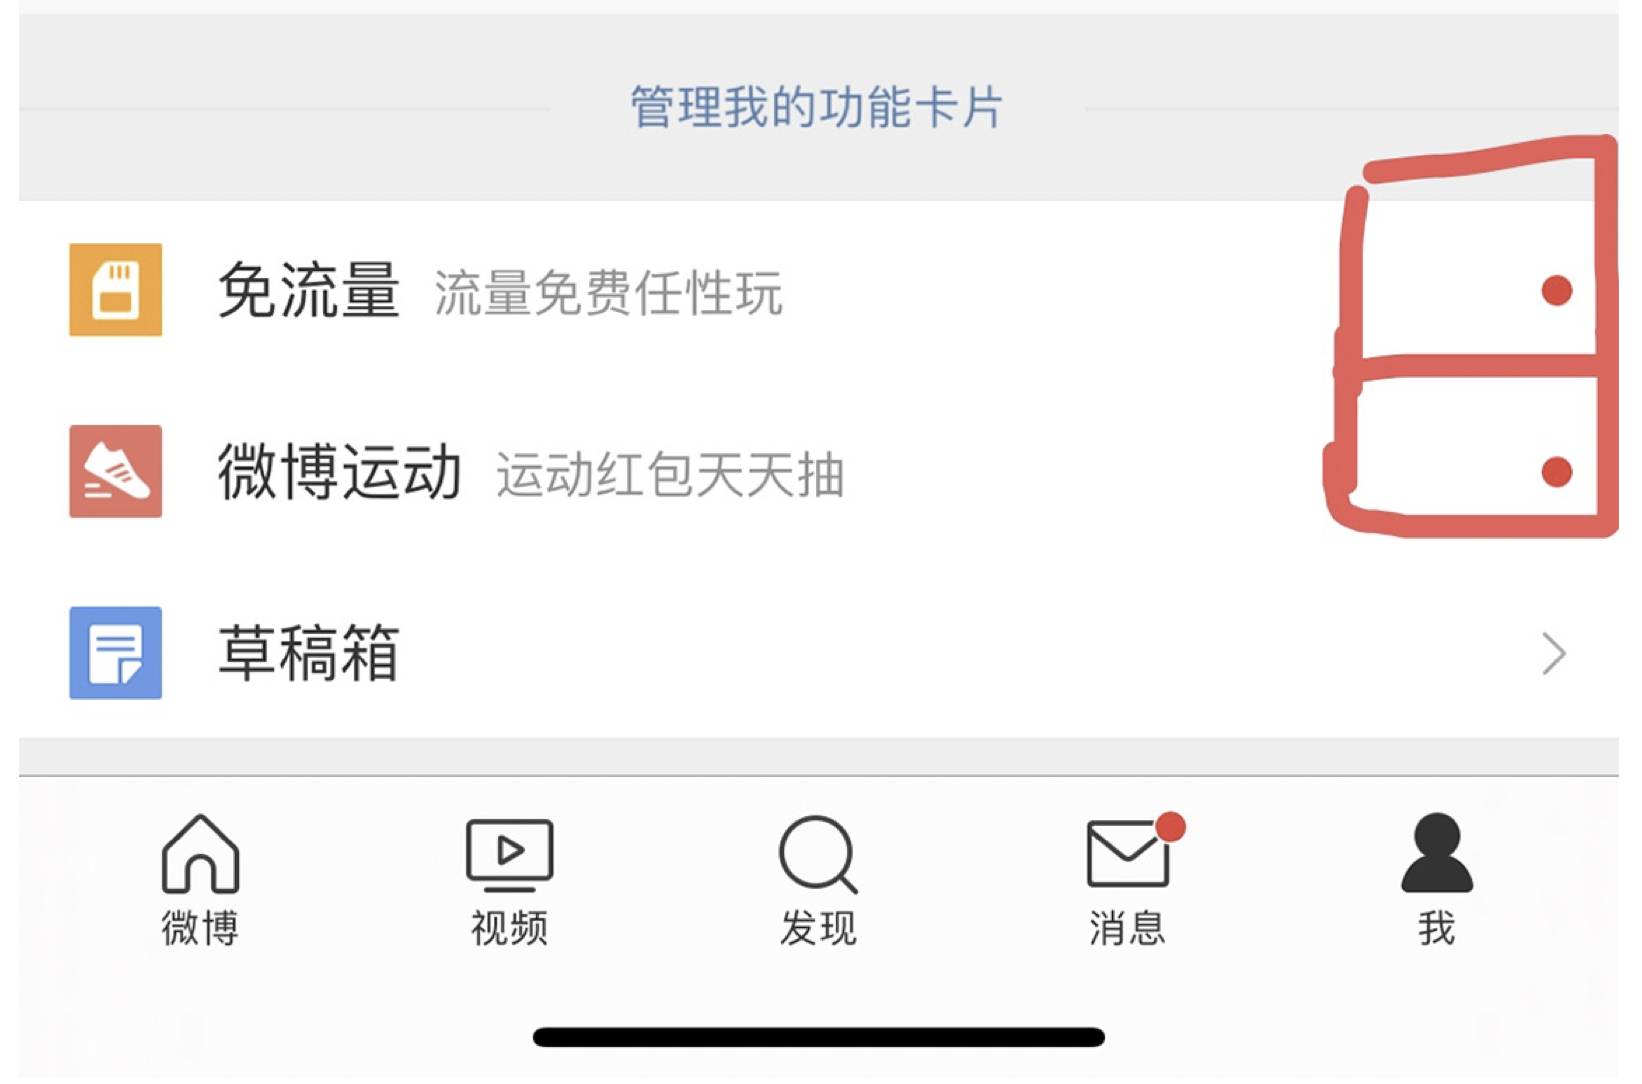 管理我的功能卡片
免流量 流量免费任性玩
微博运动 运动红包天天抽
草稿箱
微博 视频 发现 消息 我